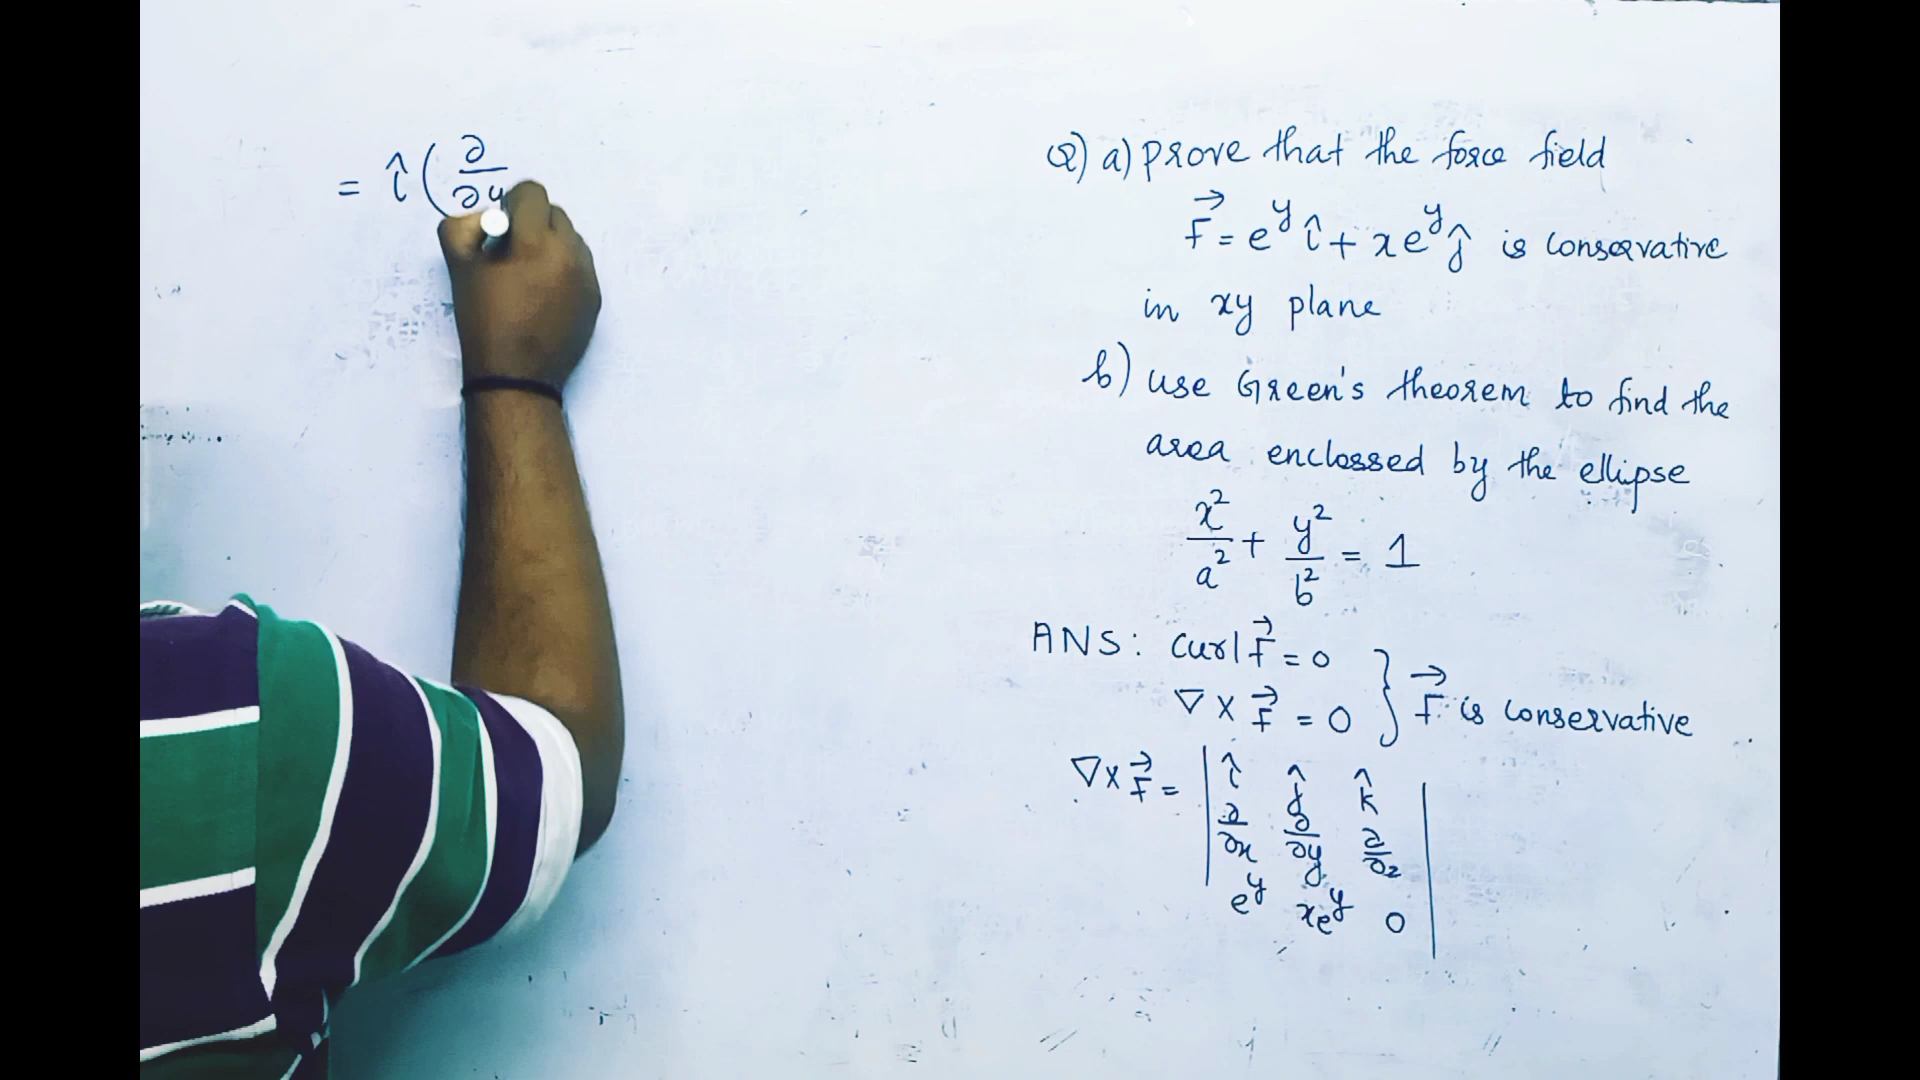 = î ( ∂/∂y
Q) a) prove that the force field
F⃗ = e^y î + xe^y ĵ is conservative
in xy plane
b) use Green's theorem to find the
area enclossed by the ellipse
x²/a² + y²/b² = 1
ANS: Curl F⃗ = 0
∇ × F⃗ = 0 } F⃗ is conservative
∇ × F⃗ = | î ĵ k̂ |
∂/∂x ∂/∂y ∂/∂z
e^y xe^y 0